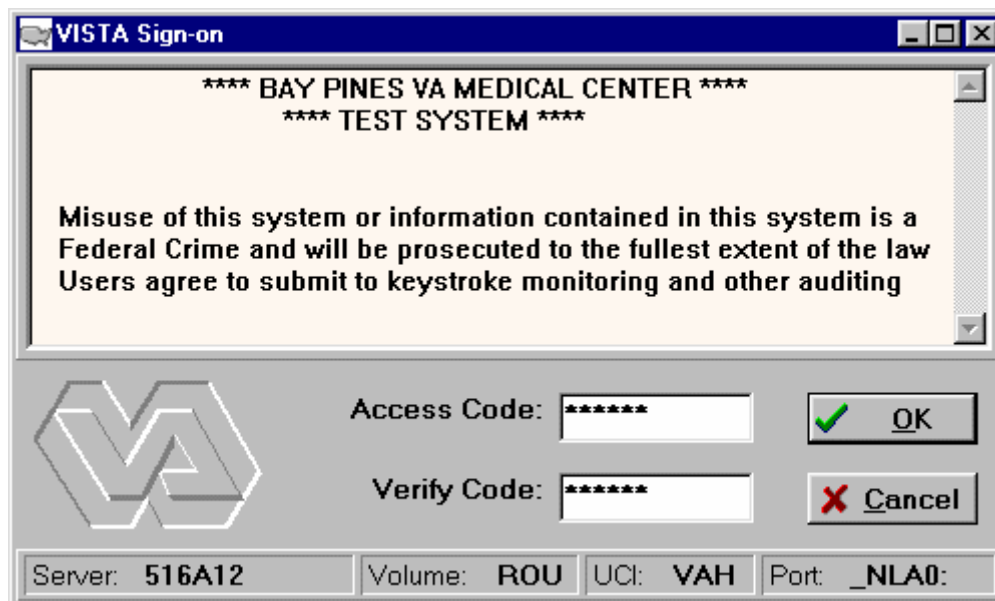 VISTA Sign-on
**** BAY PINES VA MEDICAL CENTER ****
**** TEST SYSTEM ****
Misuse of this system or information contained in this system is a
Federal Crime and will be prosecuted to the fullest extent of the law
Users agree to submit to keystroke monitoring and other auditing
VA
Access Code: ******
OK
Verify Code: ******
Cancel
Server: 516A12 Volume: ROU UCI: VAH Port: _NLA0: